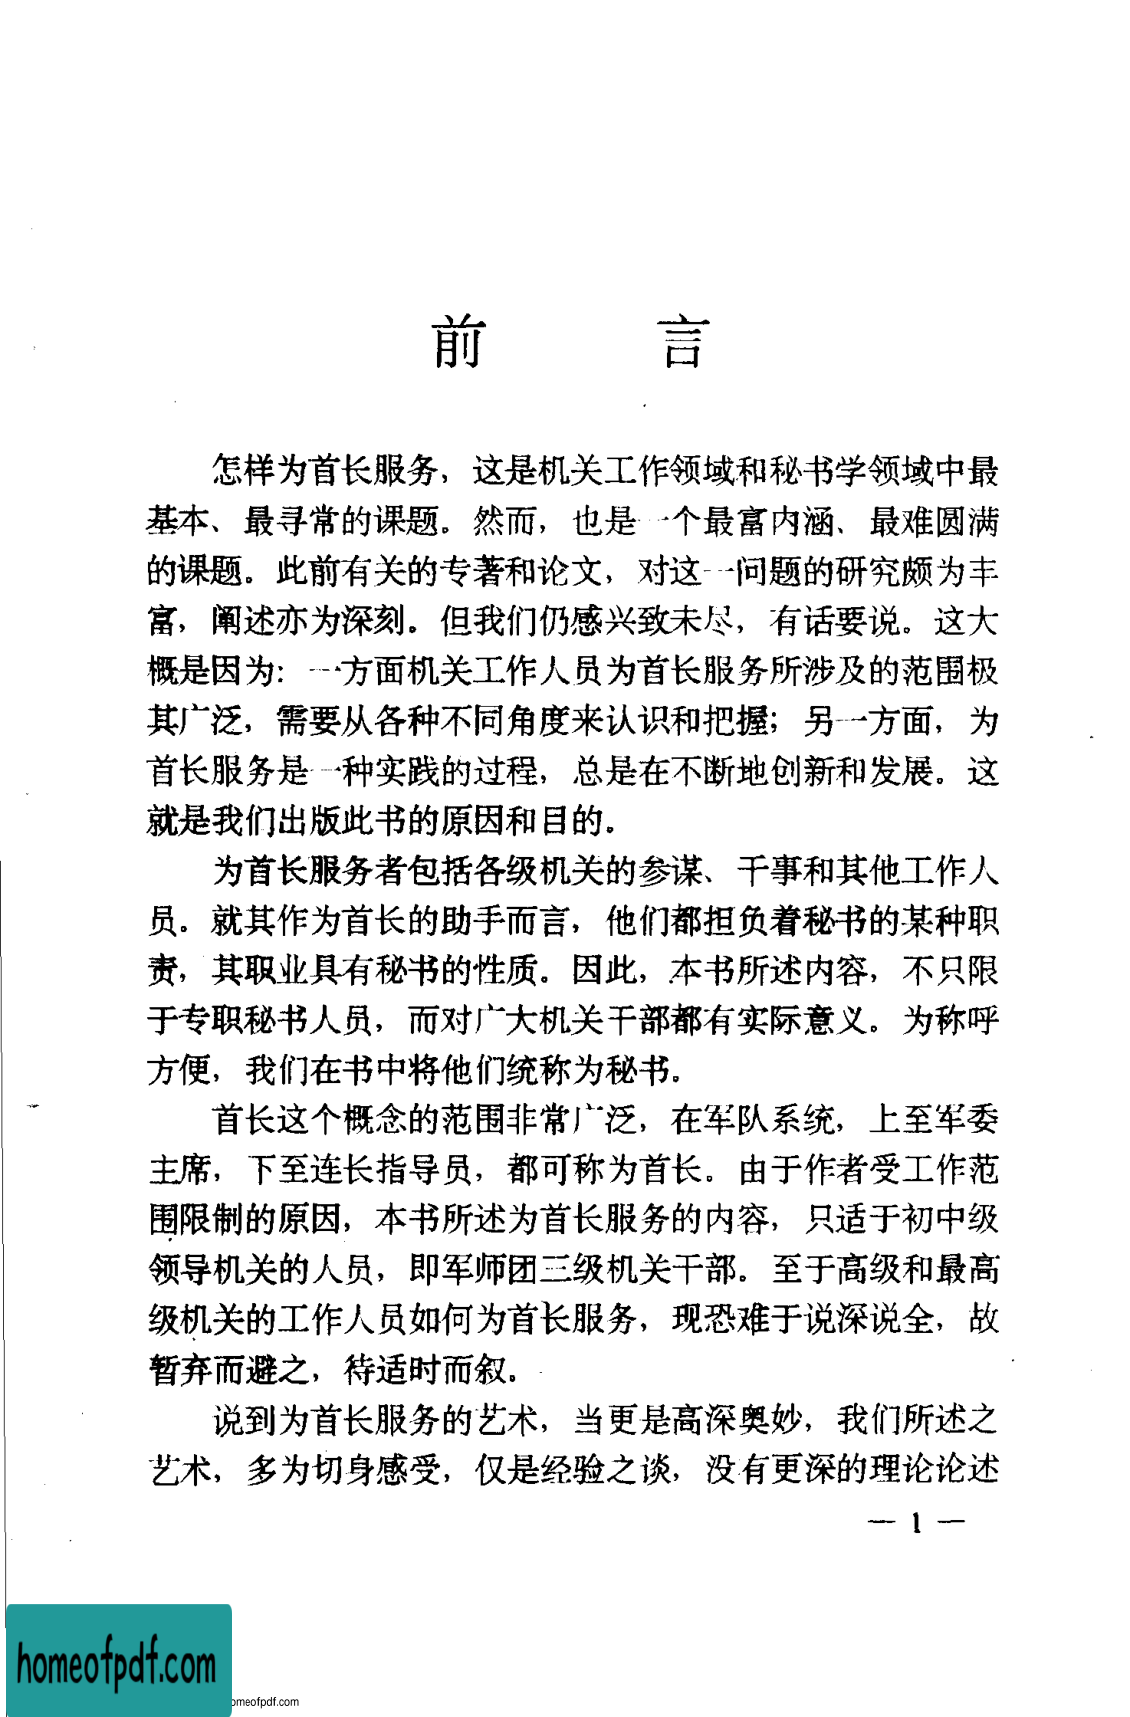 前言
怎样为首长服务，这是机关工作领域和秘书学领域中最
基本、最寻常的课题。然而，也是一个最富内涵、最难圆满
的课题。此前有关的专著和论文，对这一问题的研究颇为丰
富，阐述亦为深刻。但我们仍感兴致未尽，有话要说。这大
概是因为：一方面机关工作人员为首长服务所涉及的范围极
其广泛，需要从各种不同角度来认识和把握；另一方面，为
首长服务是一种实践的过程，总是在不断地创新和发展。这
就是我们出版此书的原因和目的。
为首长服务者包括各级机关的参谋、干事和其他工作人
员。就其作为首长的助手而言，他们都担负着秘书的某种职
责，其职业具有秘书的性质。因此，本书所述内容，不只限
于专职秘书人员，而对广大机关干部都有实际意义。为称呼
方便，我们在书中将他们统称为秘书。
首长这个概念的范围非常广泛，在军队系统，上至军委
主席，下至连长指导员，都可称为首长。由于作者受工作范
围限制的原因，本书所述为首长服务的内容，只适于初中级
领导机关的人员，即军师团三级机关干部。至于高级和最高
级机关的工作人员如何为首长服务，现恐难于说深说全，故
暂弃而避之，待适时而叙。
说到为首长服务的艺术，当更是高深奥妙，我们所述之
艺术，多为切身感受，仅是经验之谈，没有更深的理论论述
— 1 —
homeofpdf.com
omeofpdf.com